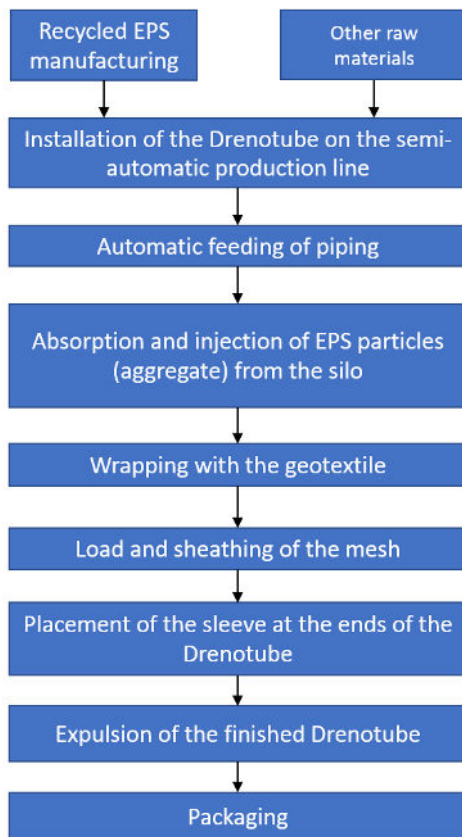 Recycled EPS
manufacturing
Other raw
materials
Installation of the Drenotube on the semi-
automatic production line
Automatic feeding of piping
Absorption and injection of EPS particles
(aggregate) from the silo
Wrapping with the geotextile
Load and sheathing of the mesh
Placement of the sleeve at the ends of the
Drenotube
Expulsion of the finished Drenotube
Packaging